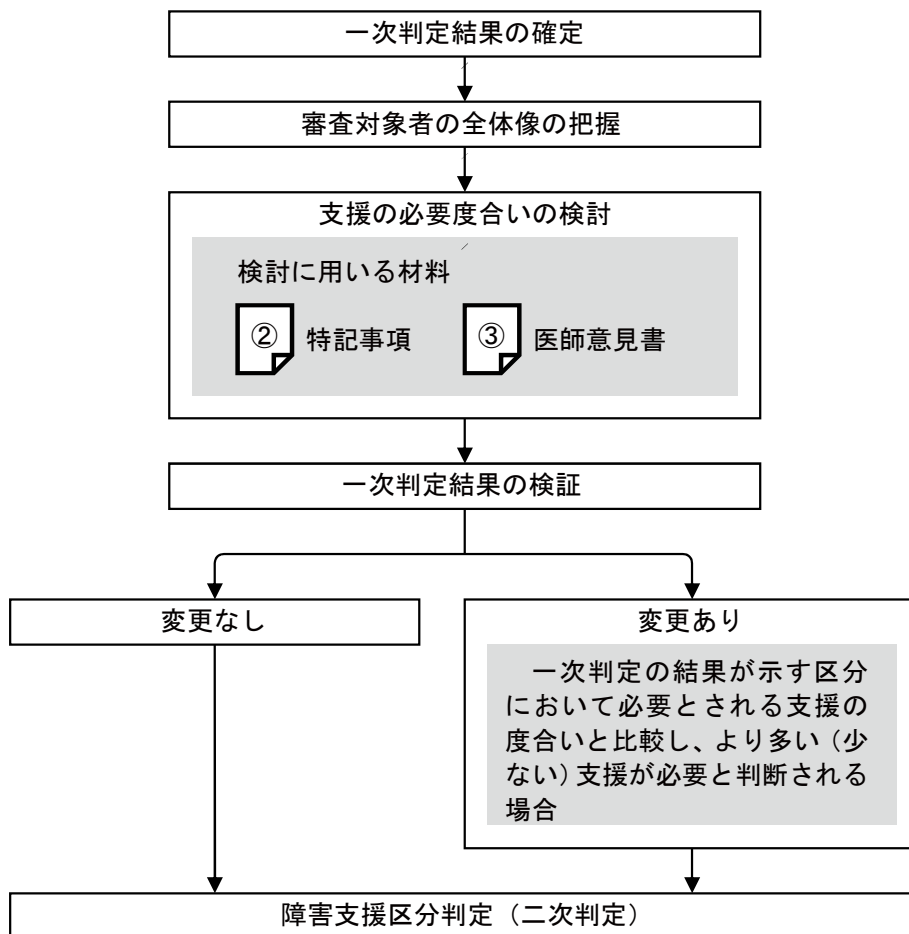 一次判定結果の確定
審査対象者の全体像の把握
支援の必要度合いの検討
検討に用いる材料
② 特記事項 ③ 医師意見書
一次判定結果の検証
変更なし
変更あり
一次判定の結果が示す区分
において必要とされる支援の
度合いと比較し、より多い（少
ない）支援が必要と判断される
場合
障害支援区分判定（二次判定）